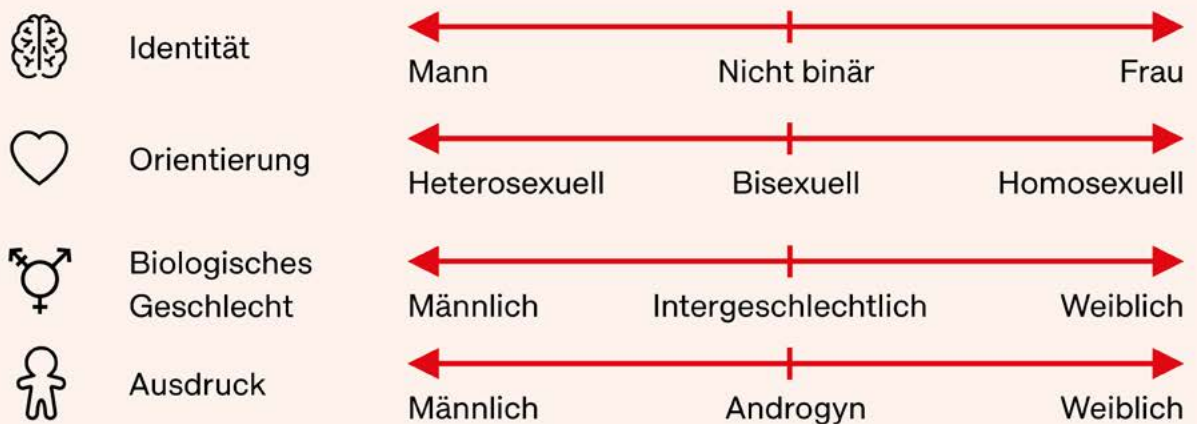 Identität
Mann Nicht binär Frau
Orientierung
Heterosexuell Bisexuell Homosexuell
Biologisches
Geschlecht
Männlich Intergeschlechtlich Weiblich
Ausdruck
Männlich Androgyn Weiblich